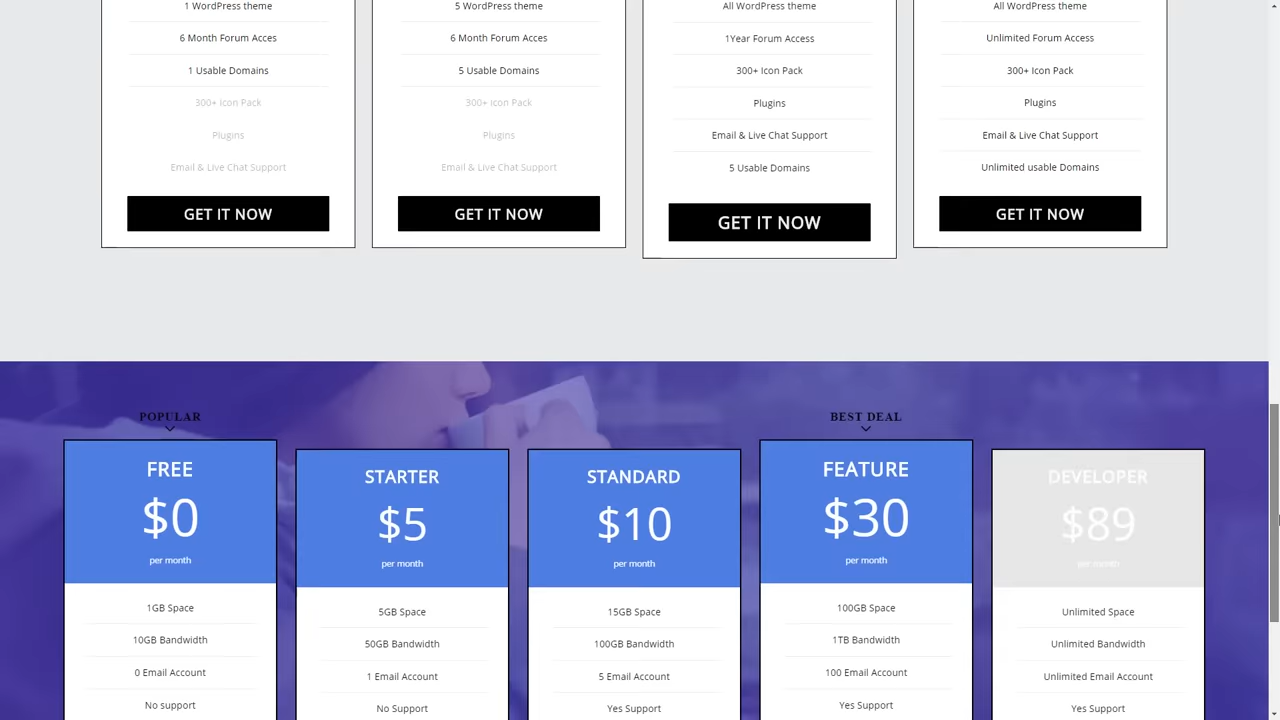 1 WordPress theme
6 Month Forum Acces
1 Usable Domains
300+ icon Pack
Plugins
Email & Live Chat Support
GET IT NOW
5 WordPress theme
6 Month Forum Acces
5 Usable Domains
300+ icon Pack
Plugins
Email & Live Chat Support
GET IT NOW
All WordPress theme
1Year Forum Access
300+ Icon Pack
Plugins
Email & Live Chat Support
5 Usable Domains
GET IT NOW
All WordPress theme
Unlimited Forum Access
300+ Icon Pack
Plugins
Email & Live Chat Support
Unlimited usable Domains
GET IT NOW
POPULAR
FREE
$0
per month
1GB Space
10GB Bandwidth
0 Email Account
No support
STARTER
$5
per month
5GB Space
50GB Bandwidth
1 Email Account
No Support
STANDARD
$10
per month
15GB Space
100GB Bandwidth
5 Email Account
Yes Support
BEST DEAL
FEATURE
$30
per month
100GB Space
1TB Bandwidth
100 Email Account
Yes Support
DEVELOPER
$89
per month
Unlimited Space
Unlimited Bandwidth
Unlimited Email Account
Yes Support